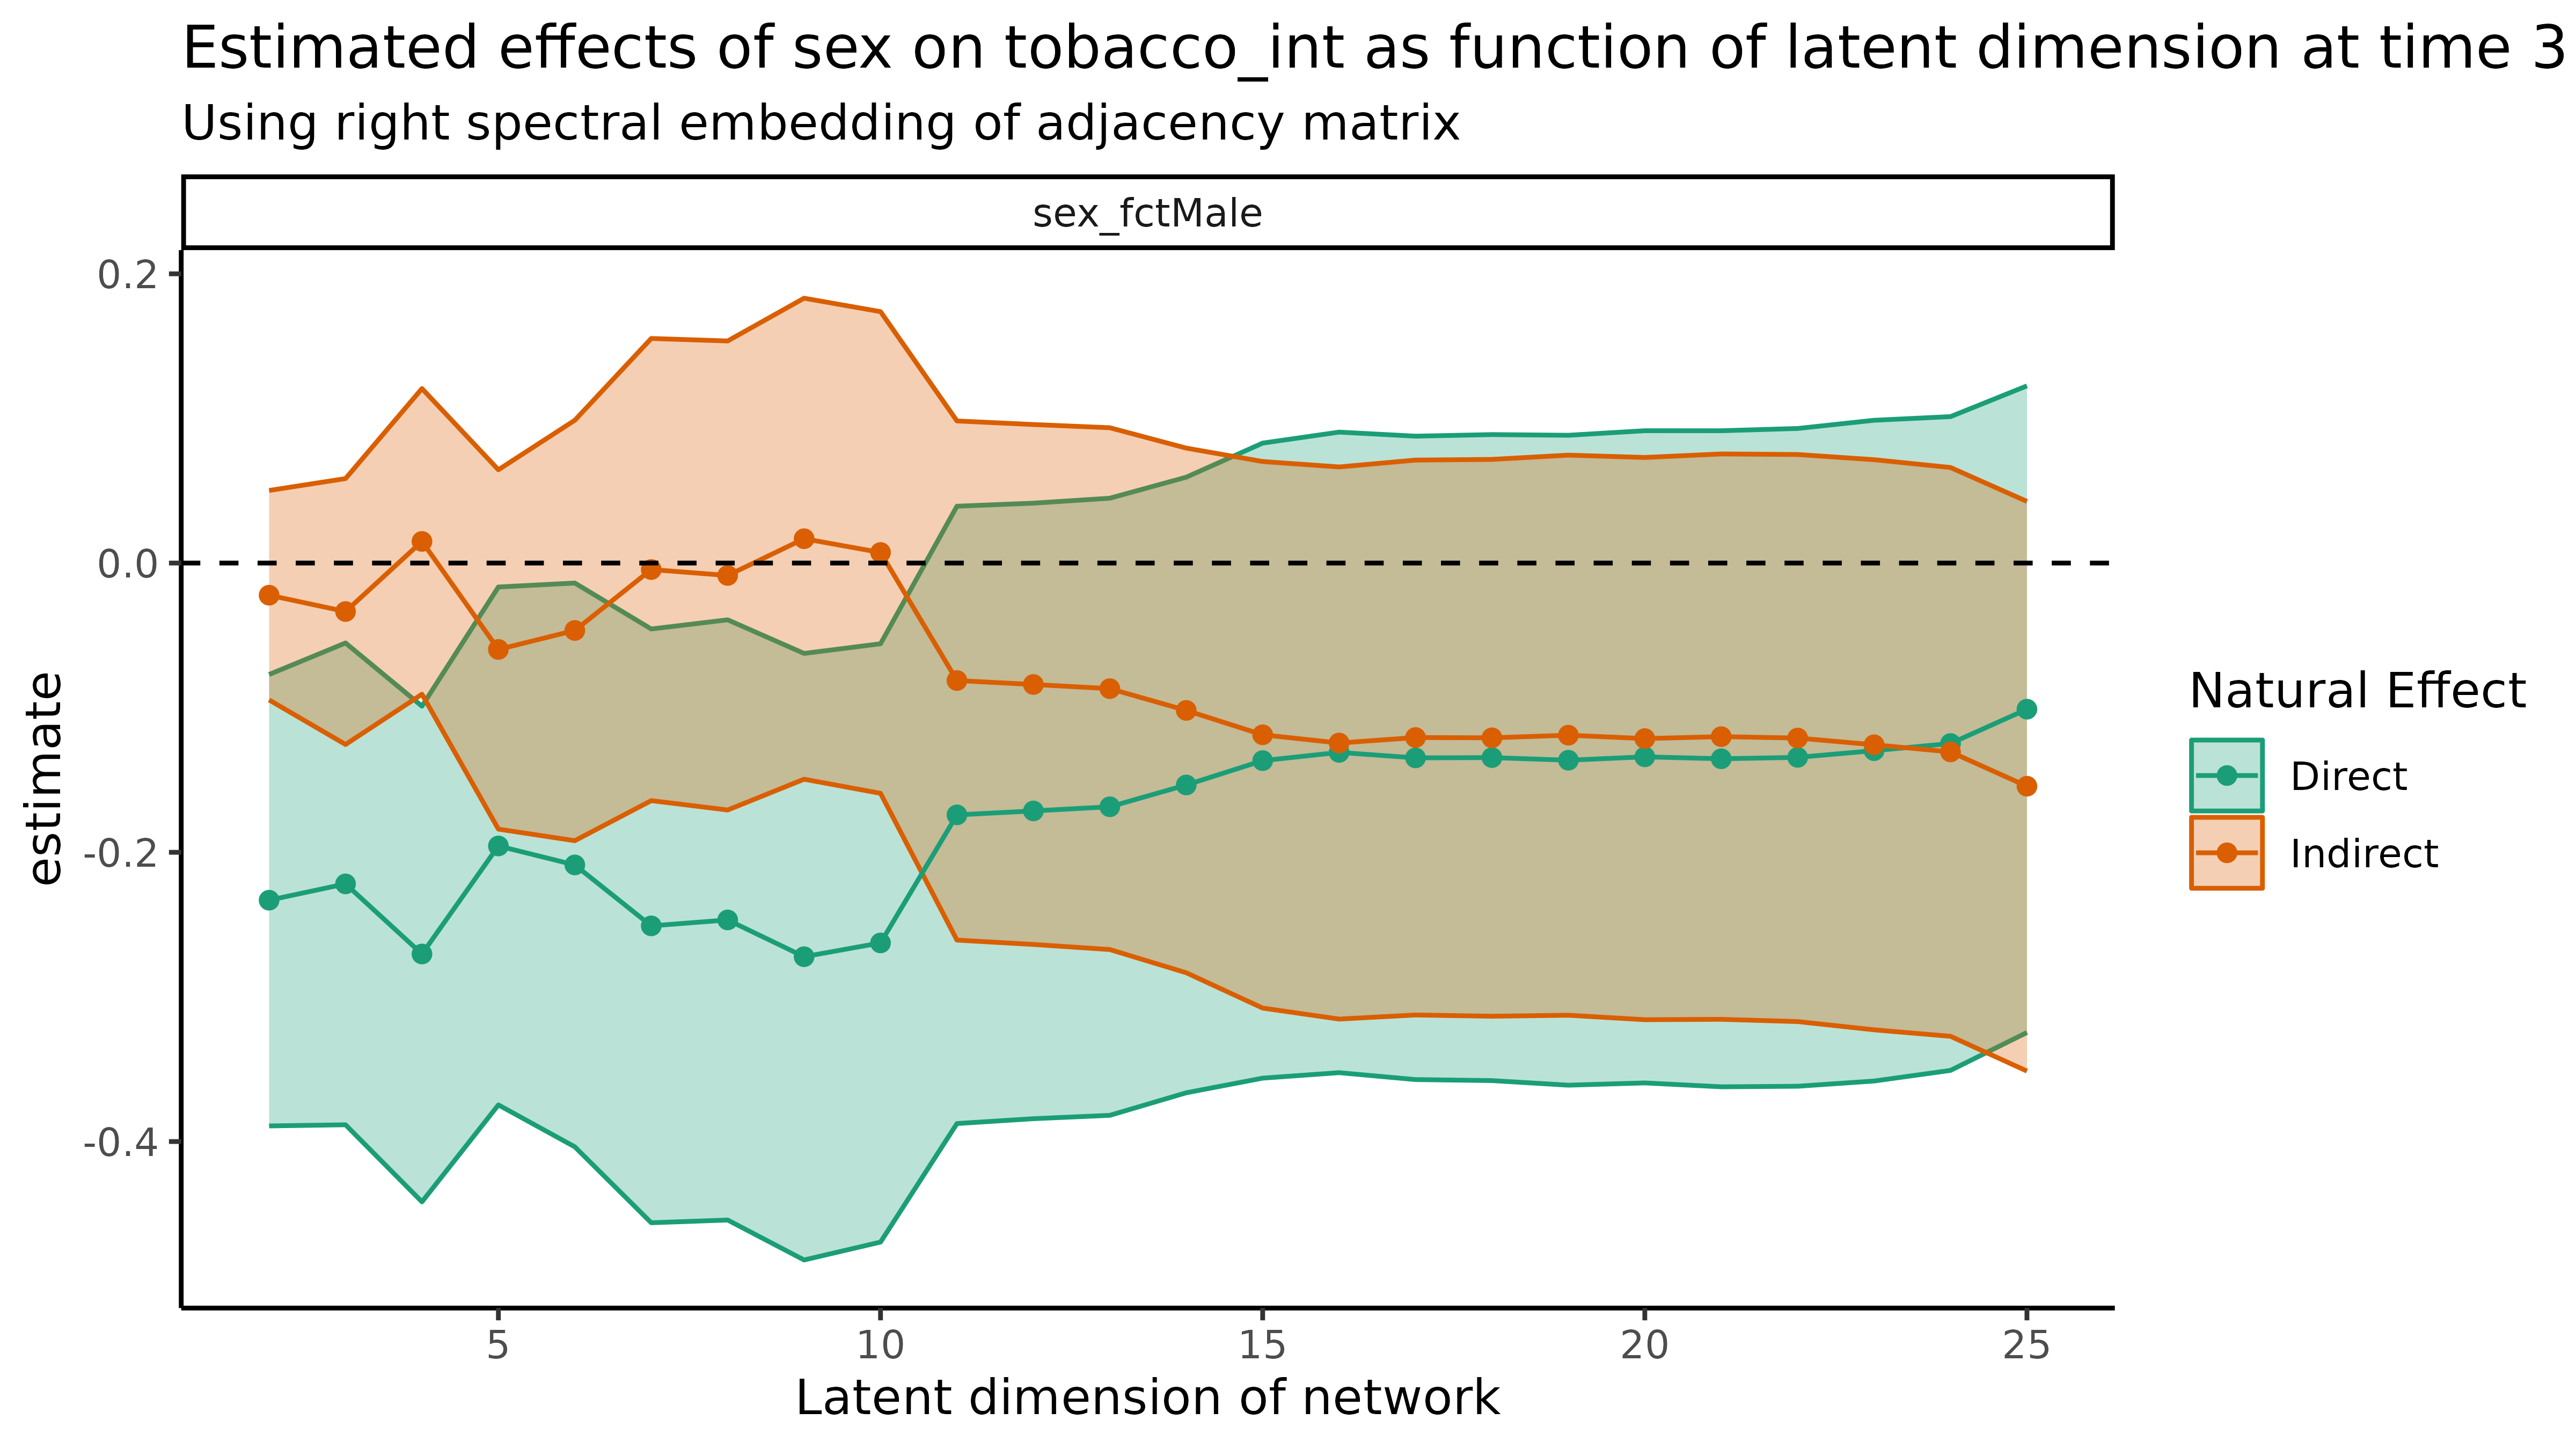 Estimated effects of sex on tobacco_int as function of latent dimension at time 3
Using right spectral embedding of adjacency matrix
sex_fctMale
0.2
0.0
-0.2
-0.4
estimate
5 10 15 20 25
Latent dimension of network
Natural Effect
Direct
Indirect